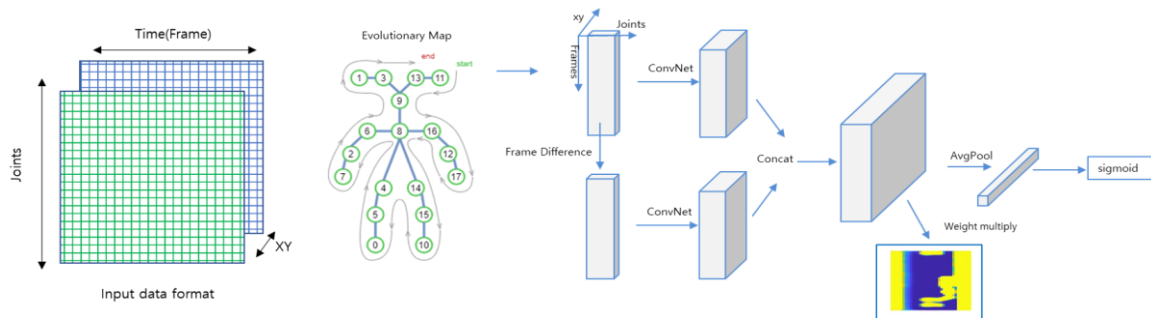 Time(Frame)
Joints
XY
Input data format
Evolutionary Map
end
start
1
3
13
11
9
6
8
16
2
12
7
17
4
14
5
15
0
10
xy
Joints
Frames
ConvNet
Frame Difference
ConvNet
Concat
AvgPool
sigmoid
Weight multiply